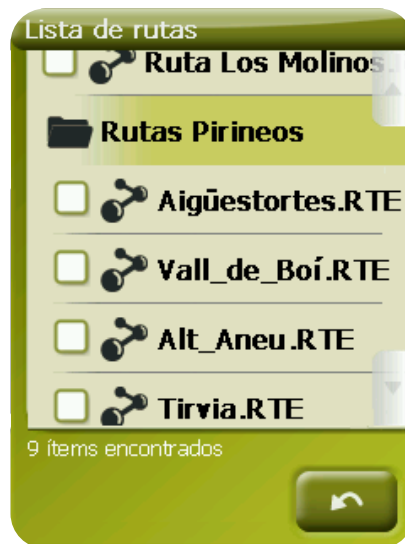 Lista de rutas
Ruta Los Molinos.
Rutas Pirineos
Aigüestortes.RTE
Vall_de_Boí.RTE
Alt_Aneu.RTE
Tirvia.RTE
9 ítems encontrados